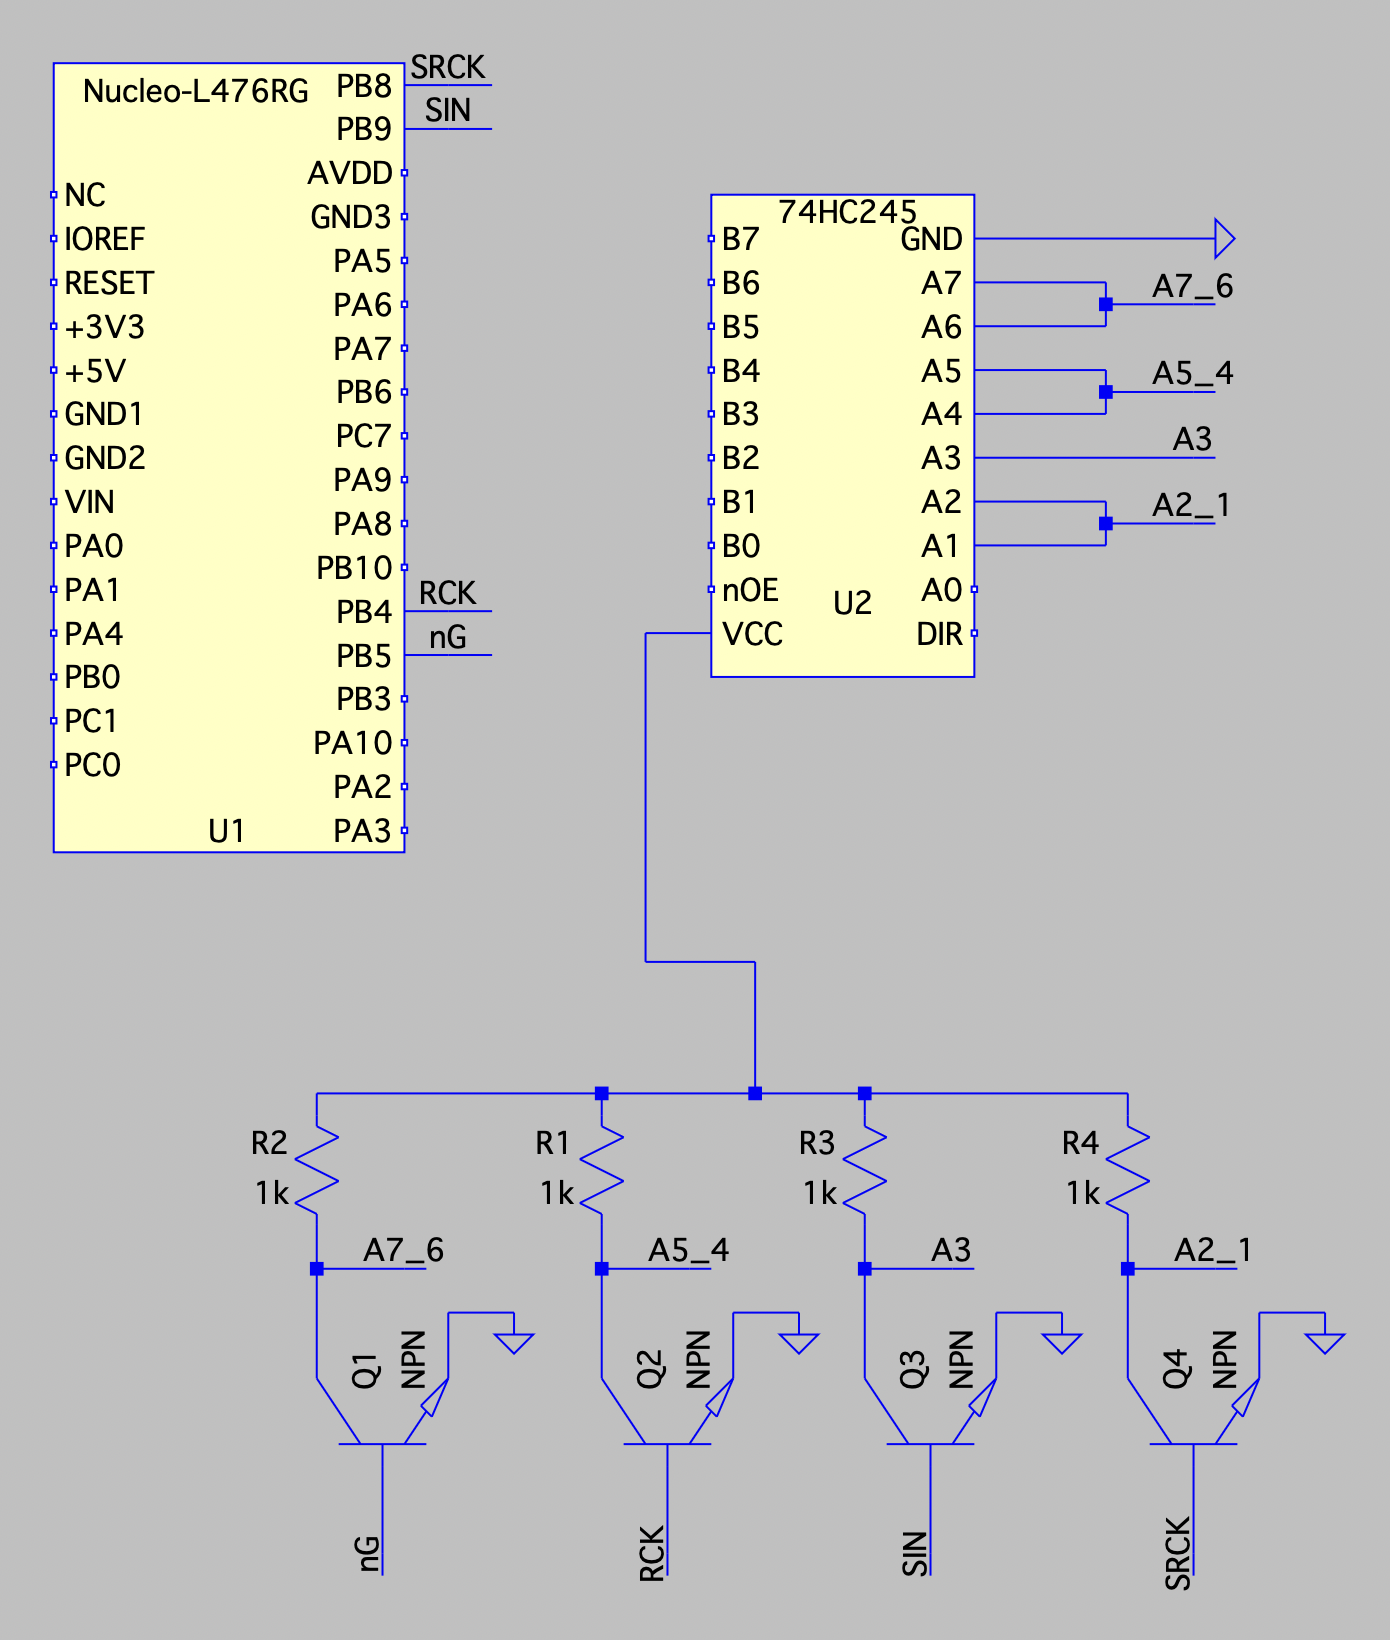 Nucleo-L476RG
PB8
SRCK
PB9
SIN
AVDD
GND3
PA5
PA6
PA7
PB6
PC7
PA9
PA8
PB10
PB4
RCK
PB5
nG
PB3
PA10
PA2
PA3
NC
IOREF
RESET
+3V3
+5V
GND1
GND2
VIN
PA0
PA1
PA4
PB0
PC1
PC0
U1
74HC245
B7
B6
B5
B4
B3
B2
B1
B0
nOE
VCC
GND
A7
A6
A5
A4
A3
A2
A1
A0
DIR
U2
A7_6
A5_4
A3
A2_1
R2
1k
A7_6
Q1
NPN
nG
R1
1k
A5_4
Q2
NPN
RCK
R3
1k
A3
Q3
NPN
SIN
R4
1k
A2_1
Q4
NPN
SRCK